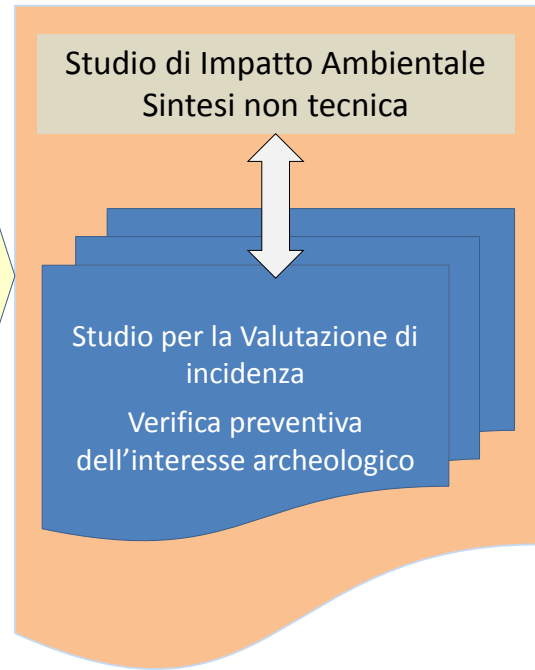 Studio di Impatto Ambientale
Sintesi non tecnica
Studio per la Valutazione di
incidenza
Verifica preventiva
dell’interesse archeologico